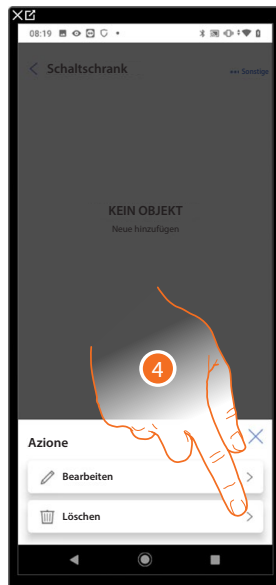 08:19
Schaltschrank
••• Sonstige
KEIN OBJEKT
Neue hinzufügen
4
Azione
Bearbeiten
Löschen